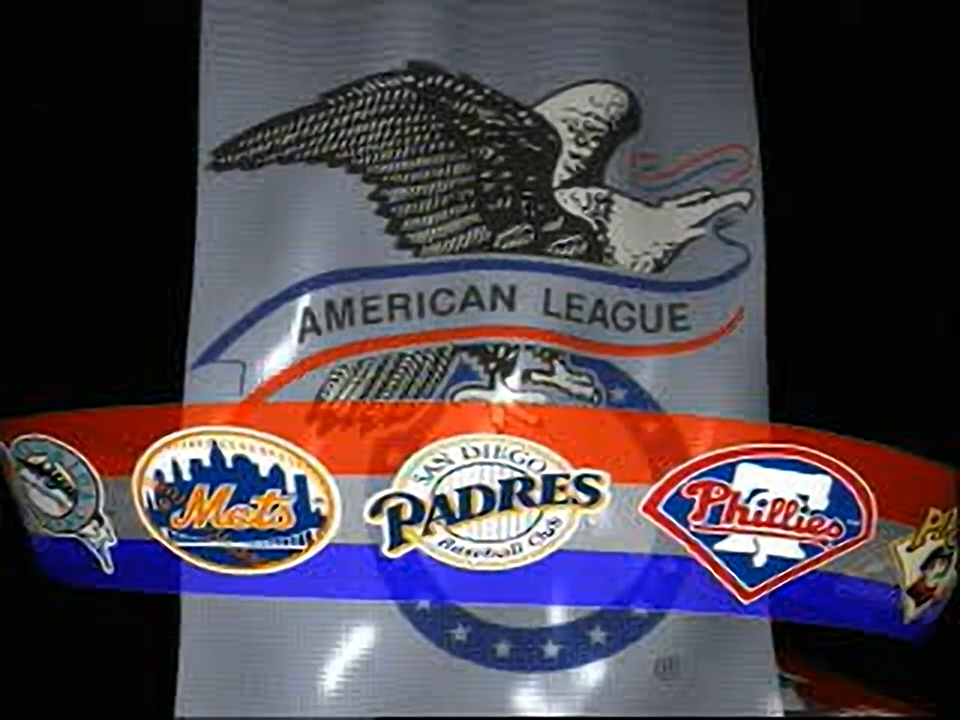 AMERICAN LEAGUE
Mets
SAN DIEGO
PADRES
Baseball Club
Phillies